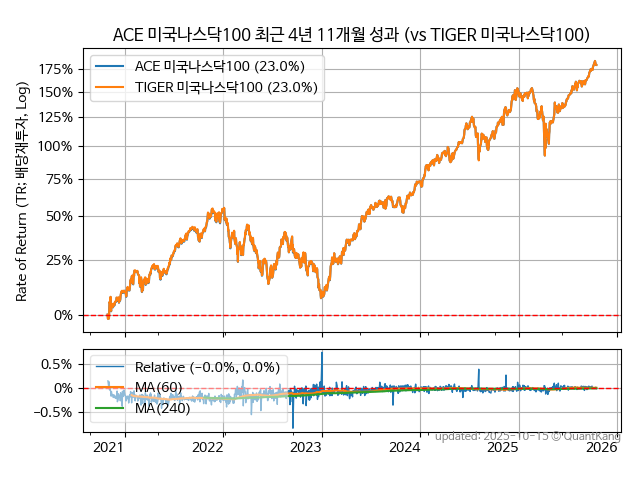 ACE 미국나스닥100 최근 4년 11개월 성과 (vs TIGER 미국나스닥100)
Rate of Return (TR: 배당재투자, Log)
175%
150%
125%
100%
75%
50%
25%
0%
ACE 미국나스닥100 (23.0%)
TIGER 미국나스닥100 (23.0%)
0.5%
0%
−0.5%
Relative (−0.0%, 0.0%)
MA(60)
MA(240)
updated: 2025-10-15 © QuantKang
2021
2022
2023
2024
2025
2026